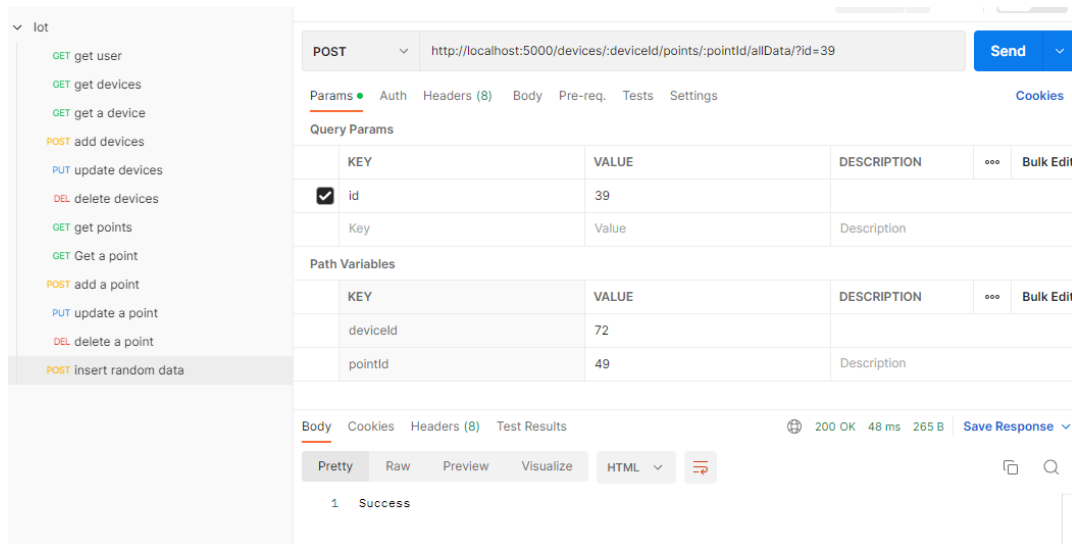 Iot
GET get user
GET get devices
GET get a device
POST add devices
PUT update devices
DEL delete devices
GET get points
GET Get a point
POST add a point
PUT update a point
DEL delete a point
POST insert random data
POST http://localhost:5000/devices/:deviceId/points/:pointId/allData/?id=39 Send
Params Auth Headers (8) Body Pre-req. Tests Settings Cookies
Query Params
KEY VALUE DESCRIPTION ooo Bulk Edit
id 39
Key Value Description
Path Variables
KEY VALUE DESCRIPTION ooo Bulk Edit
deviceId 72
pointId 49 Description
Body Cookies Headers (8) Test Results 200 OK 48 ms 265 B Save Response
Pretty Raw Preview Visualize HTML
1 Success